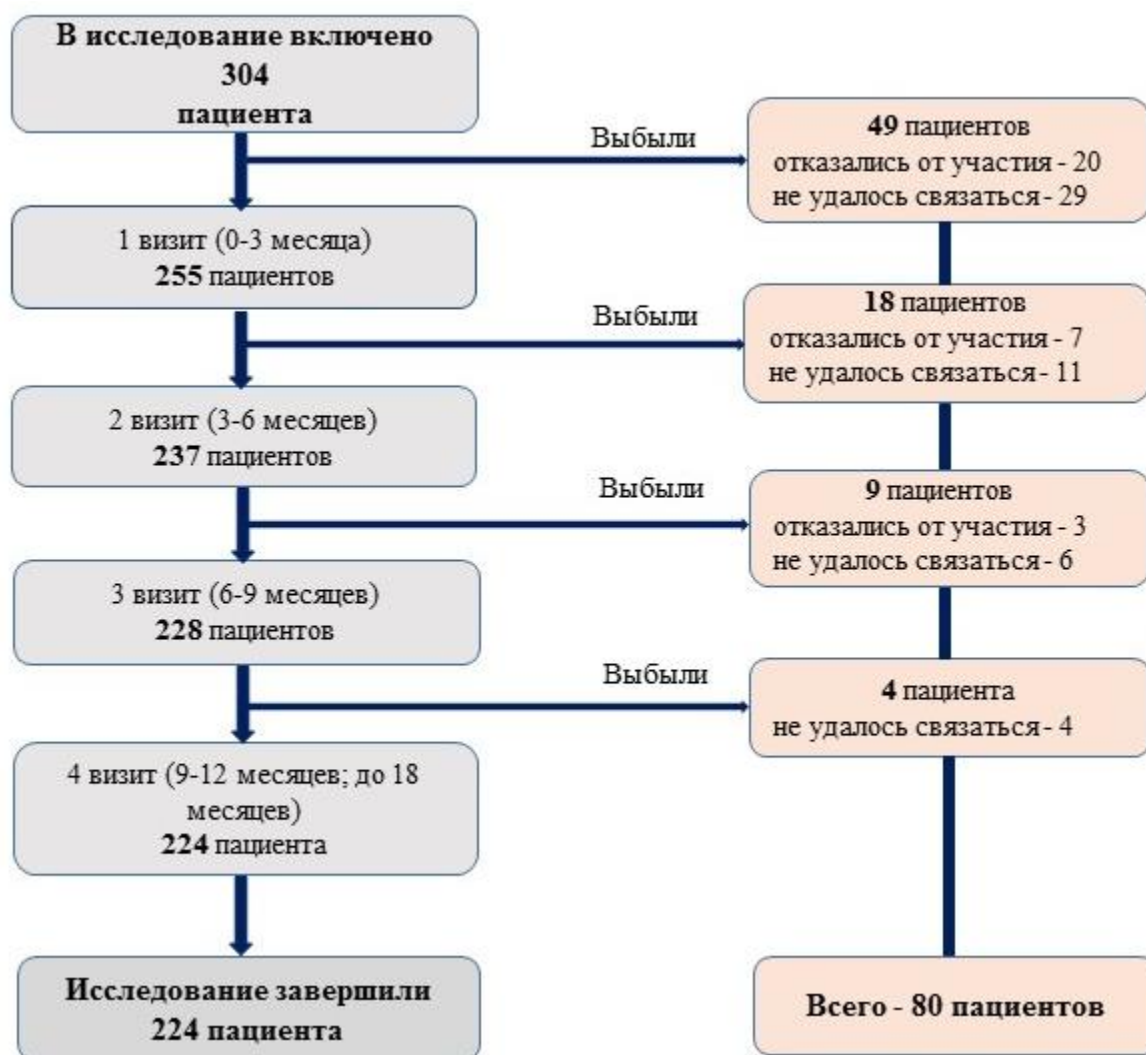 В исследование включено
304
пациента
Выбыли
49 пациентов
отказались от участия - 20
не удалось связаться - 29
1 визит (0-3 месяца)
255 пациентов
Выбыли
18 пациентов
отказались от участия - 7
не удалось связаться - 11
2 визит (3-6 месяцев)
237 пациентов
Выбыли
9 пациентов
отказались от участия - 3
не удалось связаться - 6
3 визит (6-9 месяцев)
228 пациентов
Выбыли
4 пациента
не удалось связаться - 4
4 визит (9-12 месяцев; до 18
месяцев)
224 пациента
Исследование завершили
224 пациента
Всего - 80 пациентов